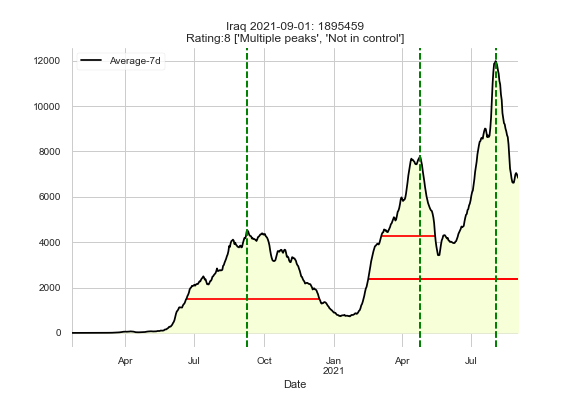 Iraq 2021-09-01: 1895459
Rating:8 ['Multiple peaks', 'Not in control']
Average-7d
12000
10000
8000
6000
4000
2000
0
Apr Jul Oct Jan Apr Jul
2021
Date